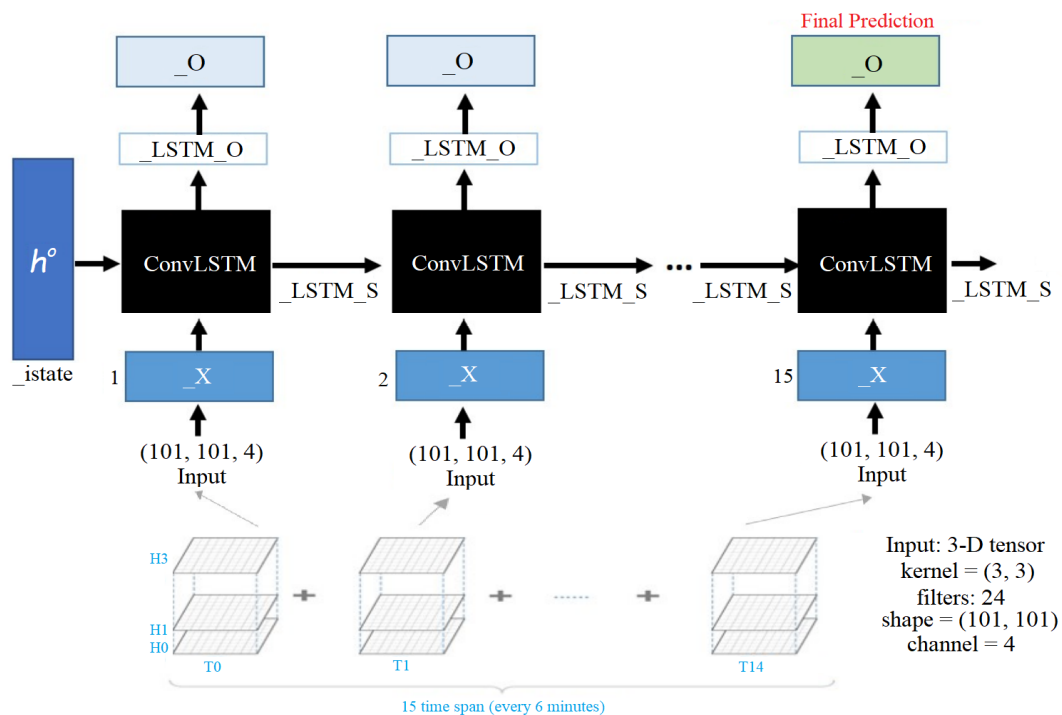 Final Prediction
_O
_O
_O
_LSTM_O
_LSTM_O
_LSTM_O
h°
ConvLSTM
ConvLSTM
...
ConvLSTM
_LSTM_S
_LSTM_S
_LSTM_S
_LSTM_S
_istate
1
_X
2
_X
15
_X
(101, 101, 4)
Input
(101, 101, 4)
Input
(101, 101, 4)
Input
H3
H1
H0
T0
T1
T14
Input: 3-D tensor
kernel = (3, 3)
filters: 24
shape = (101, 101)
channel = 4
15 time span (every 6 minutes)